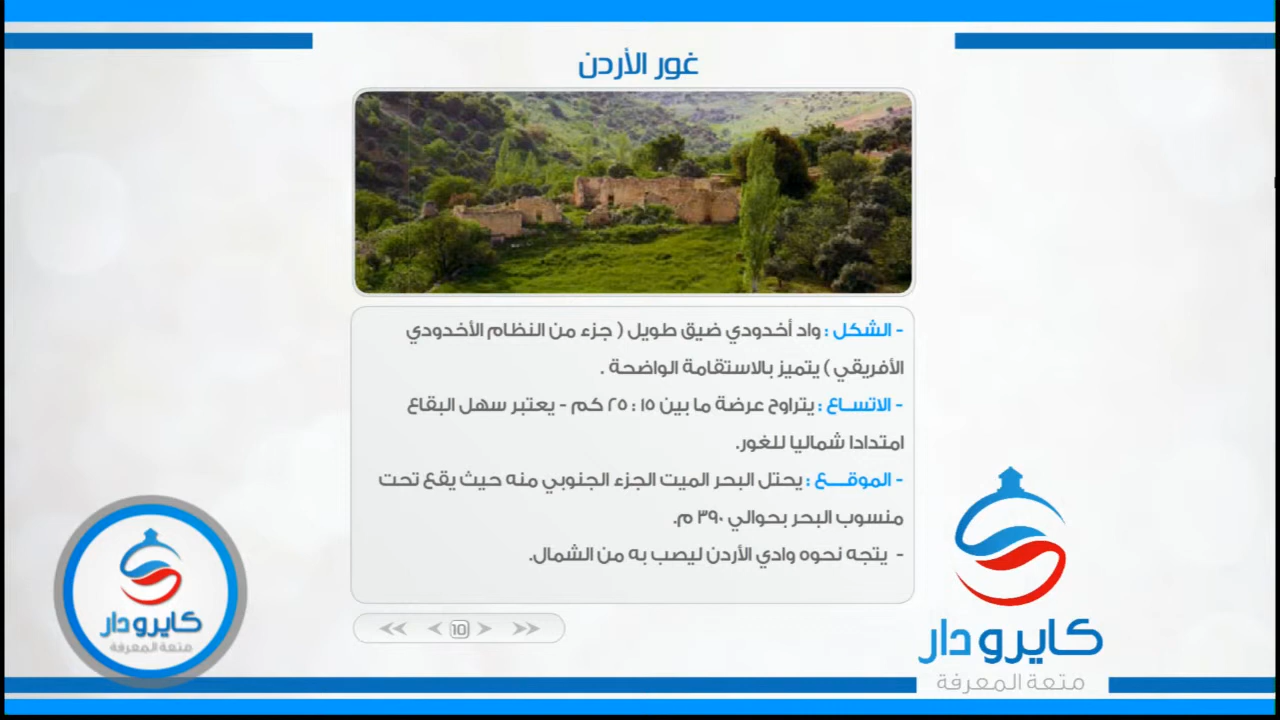 غور الأردن
- الشكل : واد أخدودي ضيق طويل ( جزء من النظام الأخدودي
الأفريقي ) يتميز بالاستقامة الواضحة .
- الاتساع : يتراوح عرضة ما بين ١٥ : ٢٥ كم - يعتبر سهل البقاع
امتدادا شماليا للغور.
- الموقع : يحتل البحر الميت الجزء الجنوبي منه حيث يقع تحت
منسوب البحر بحوالي ٣٩٠ م.
- يتجه نحوه وادي الأردن ليصب به من الشمال.
10
كايرو دار
متعة المعرفة
كايرو دار
متعة المعرفة